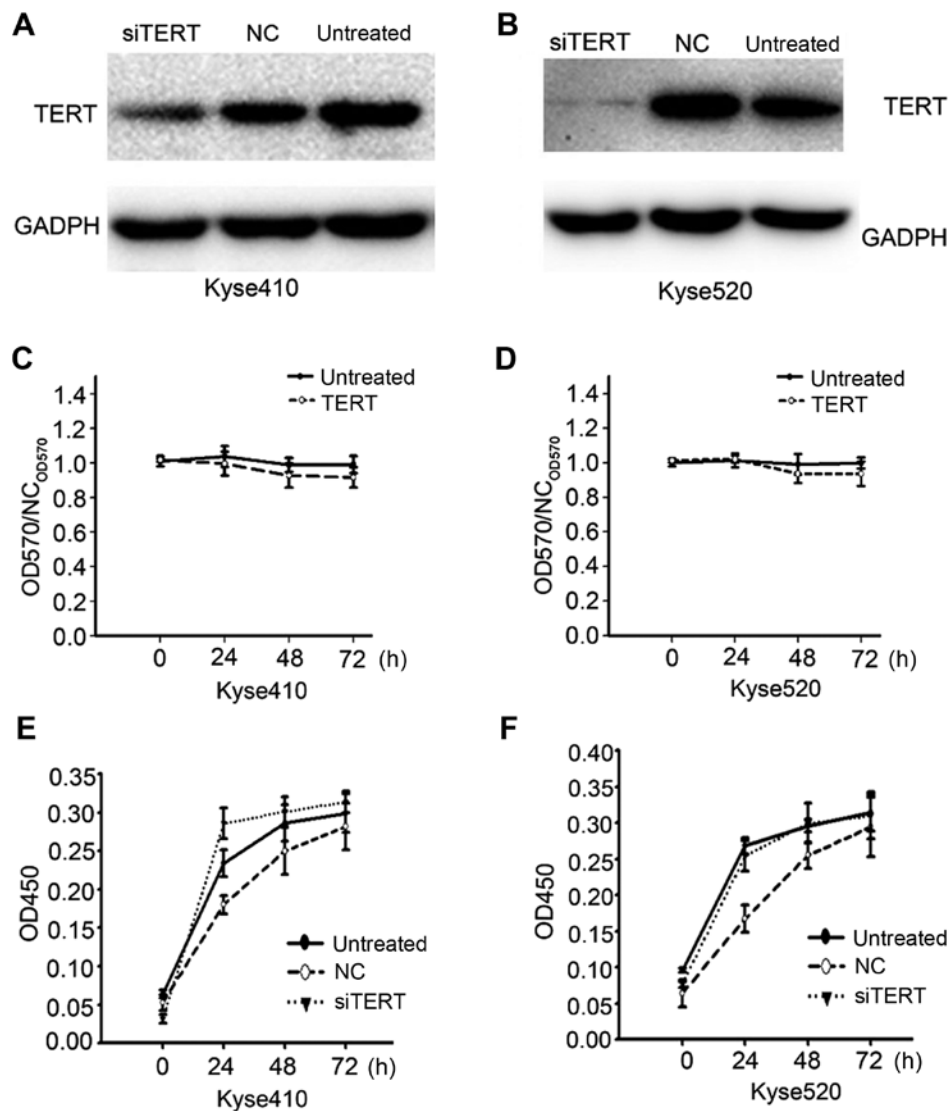 A
siTERT NC Untreated
TERT
GADPH
Kyse410
B
siTERT NC Untreated
TERT
GADPH
Kyse520
C
Untreated
TERT
OD570/NC OD570
1.4
1.2
1.0
0.8
0.6
0.4
0.2
0.0
0 24 48 72 (h)
Kyse410
D
Untreated
TERT
OD570/NC OD570
1.4
1.2
1.0
0.8
0.6
0.4
0.2
0.0
0 24 48 72 (h)
Kyse520
E
OD450
0.35
0.30
0.25
0.20
0.15
0.10
0.05
0.00
Untreated
NC
siTERT
0 24 48 72 (h)
Kyse410
F
OD450
0.40
0.35
0.30
0.25
0.20
0.15
0.10
0.05
0.00
Untreated
NC
siTERT
0 24 48 72 (h)
Kyse520